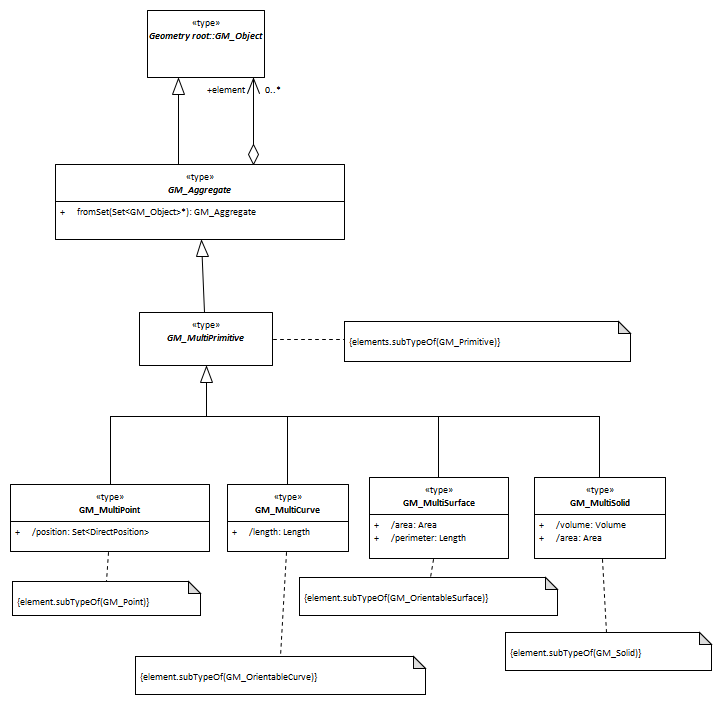 «type»
Geometry root::GM_Object
+element
0..*
«type»
GM_Aggregate
+ fromSet(Set<GM_Object>*): GM_Aggregate
«type»
GM_MultiPrimitive
{elements.subTypeOf(GM_Primitive)}
«type»
GM_MultiPoint
+ /position: Set<DirectPosition>
«type»
GM_MultiCurve
+ /length: Length
«type»
GM_MultiSurface
+ /area: Area
+ /perimeter: Length
«type»
GM_MultiSolid
+ /volume: Volume
+ /area: Area
{element.subTypeOf(GM_Point)}
{element.subTypeOf(GM_OrientableSurface)}
{element.subTypeOf(GM_Solid)}
{element.subTypeOf(GM_OrientableCurve)}